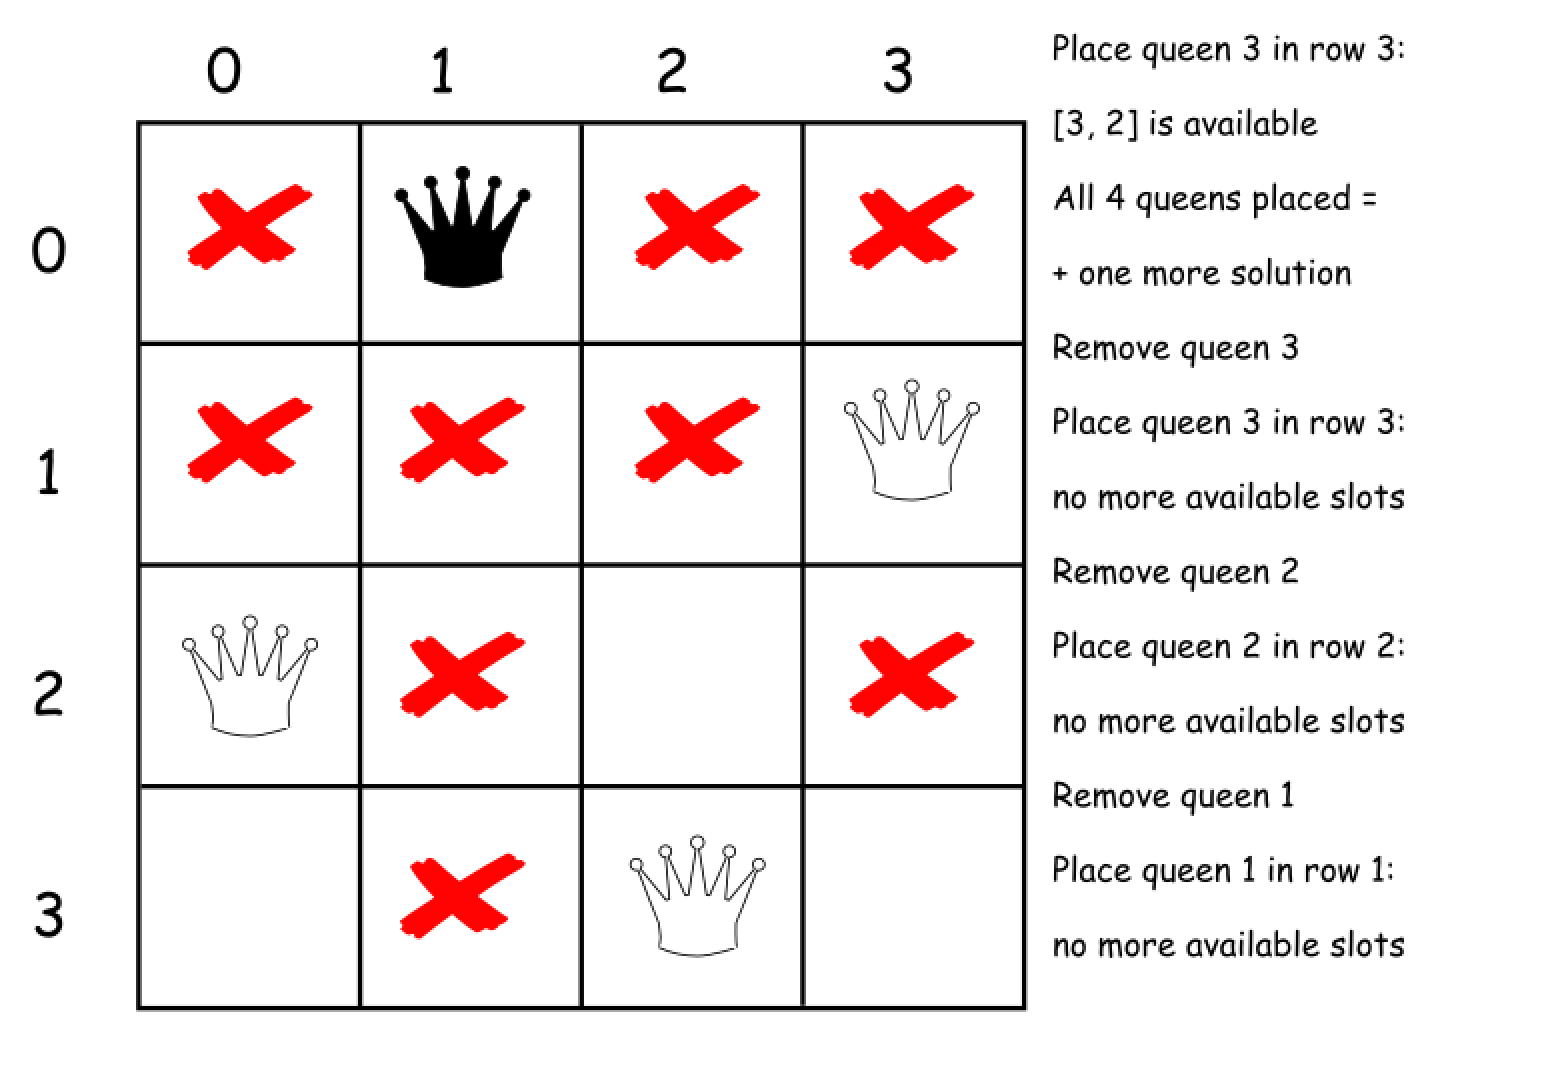 0 1 2 3
0
1
2
3
Place queen 3 in row 3:
[3, 2] is available
All 4 queens placed =
+ one more solution
Remove queen 3
Place queen 3 in row 3:
no more available slots
Remove queen 2
Place queen 2 in row 2:
no more available slots
Remove queen 1
Place queen 1 in row 1:
no more available slots